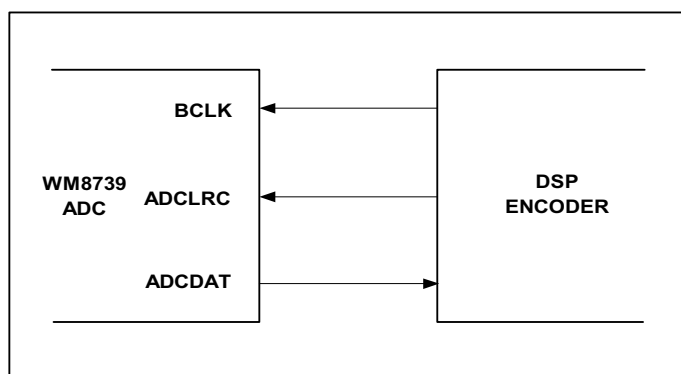 BCLK
WM8739
ADC
ADCLRC
DSP
ENCODER
ADCDAT